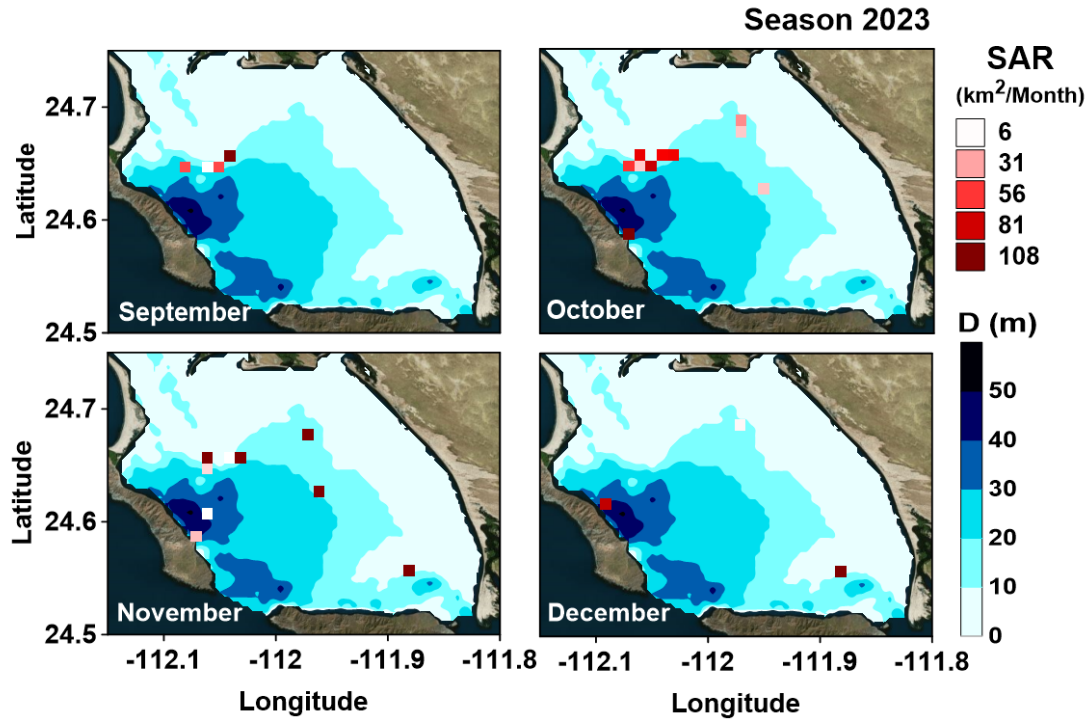 Season 2023
SAR
(km²/Month)
6
31
56
81
108
D (m)
50
40
30
20
10
0
Latitude
24.7
24.6
24.5
September
October
Latitude
24.7
24.6
24.5
November
December
-112.1
-112
-111.9
-111.8
-112.1
-112
-111.9
-111.8
Longitude
Longitude